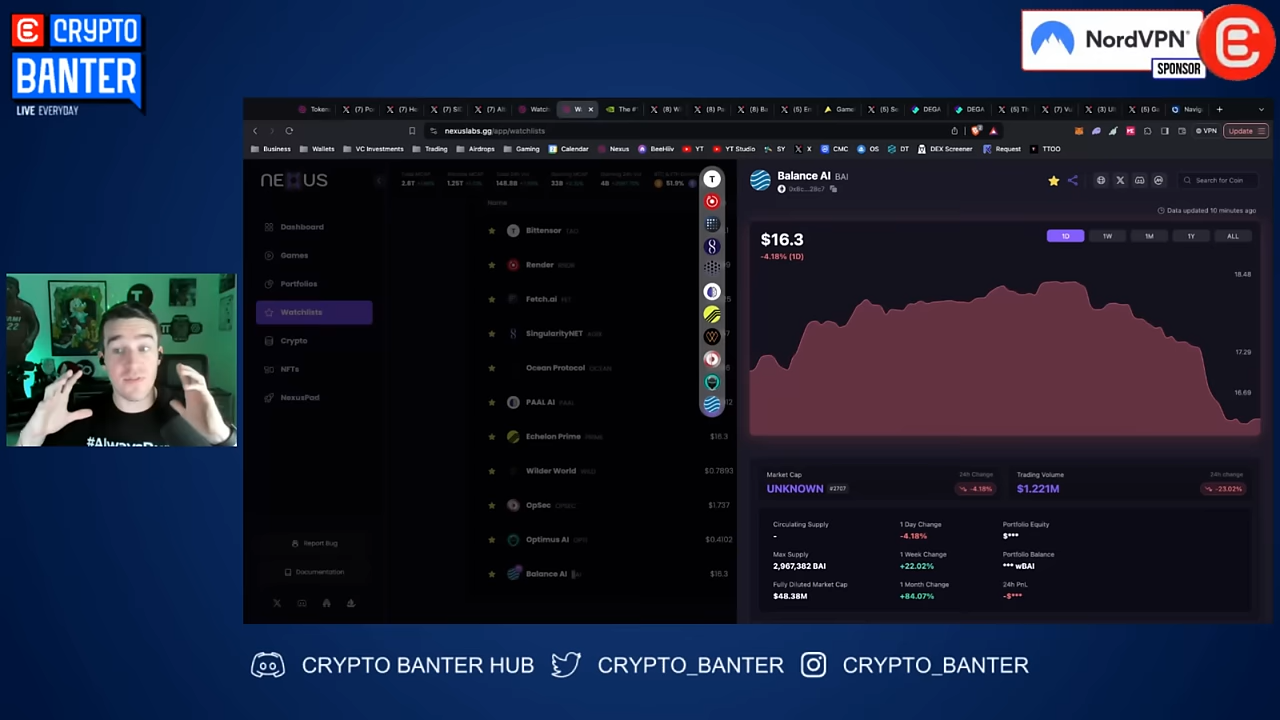 CRYPTO
BANTER
LIVE EVERYDAY
NordVPN®
SPONSOR
nexuslabs.gg/app/watchlists
VPN
Update
Business
Wallets
VC Investments
Trading
Airdrops
Gaming
Calendar
Nexus
BeeHiiv
YT
YT Studio
SY
X
CMC
OS
DT
DEX Screener
Request
TTOO
NEXUS
Dashboard
Games
Portfolios
Watchlists
Crypto
NFTs
NexusPad
Report Bug
Documentation
Name
Bittensor
Render
Fetch.ai
SingularityNET
Ocean Protocol OCEAN
PAAL AI
Echelon Prime
$16.3
Wilder World
$0.7893
OpSec
$1.737
Optimus AI
$0.4102
Balance AI
$16.3
Balance AI BAI
0x8c...28c7
Search for Coin
Data updated 10 minutes ago
$16.3
-4.18% (1D)
1D
1W
1M
1Y
ALL
18.48
17.29
16.69
Market Cap
24h Change
UNKNOWN #2707
-4.18%
Trading Volume
24h change
$1.221M
-23.02%
Circulating Supply
-
1 Day Change
-4.18%
Portfolio Equity
$***
Max Supply
2,967,382 BAI
1 Week Change
+22.02%
Portfolio Balance
*** wBAI
Fully Diluted Market Cap
$48.38M
1 Month Change
+84.07%
24h PnL
-$***
CRYPTO BANTER HUB
CRYPTO_BANTER
CRYPTO_BANTER